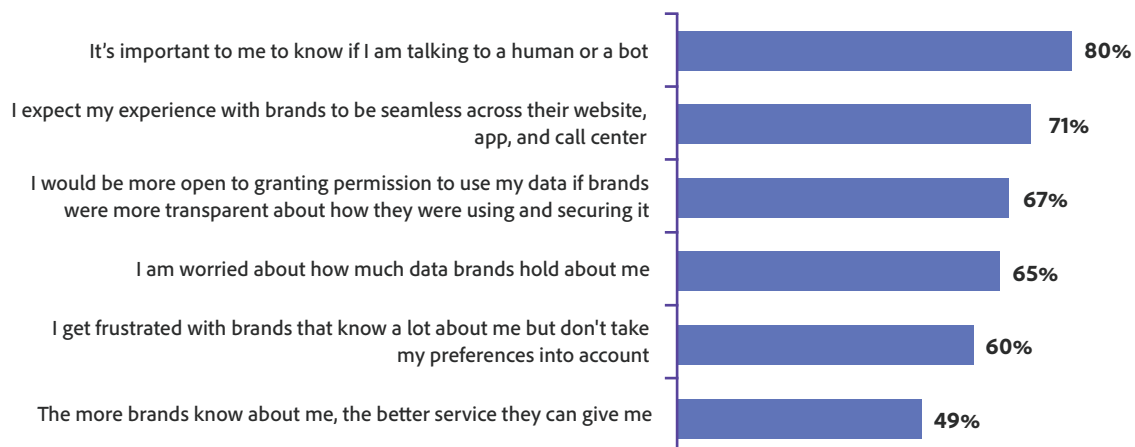 It’s important to me to know if I am talking to a human or a bot
80%
I expect my experience with brands to be seamless across their website,
app, and call center
71%
I would be more open to granting permission to use my data if brands
were more transparent about how they were using and securing it
67%
I am worried about how much data brands hold about me
65%
I get frustrated with brands that know a lot about me but don't take
my preferences into account
60%
The more brands know about me, the better service they can give me
49%